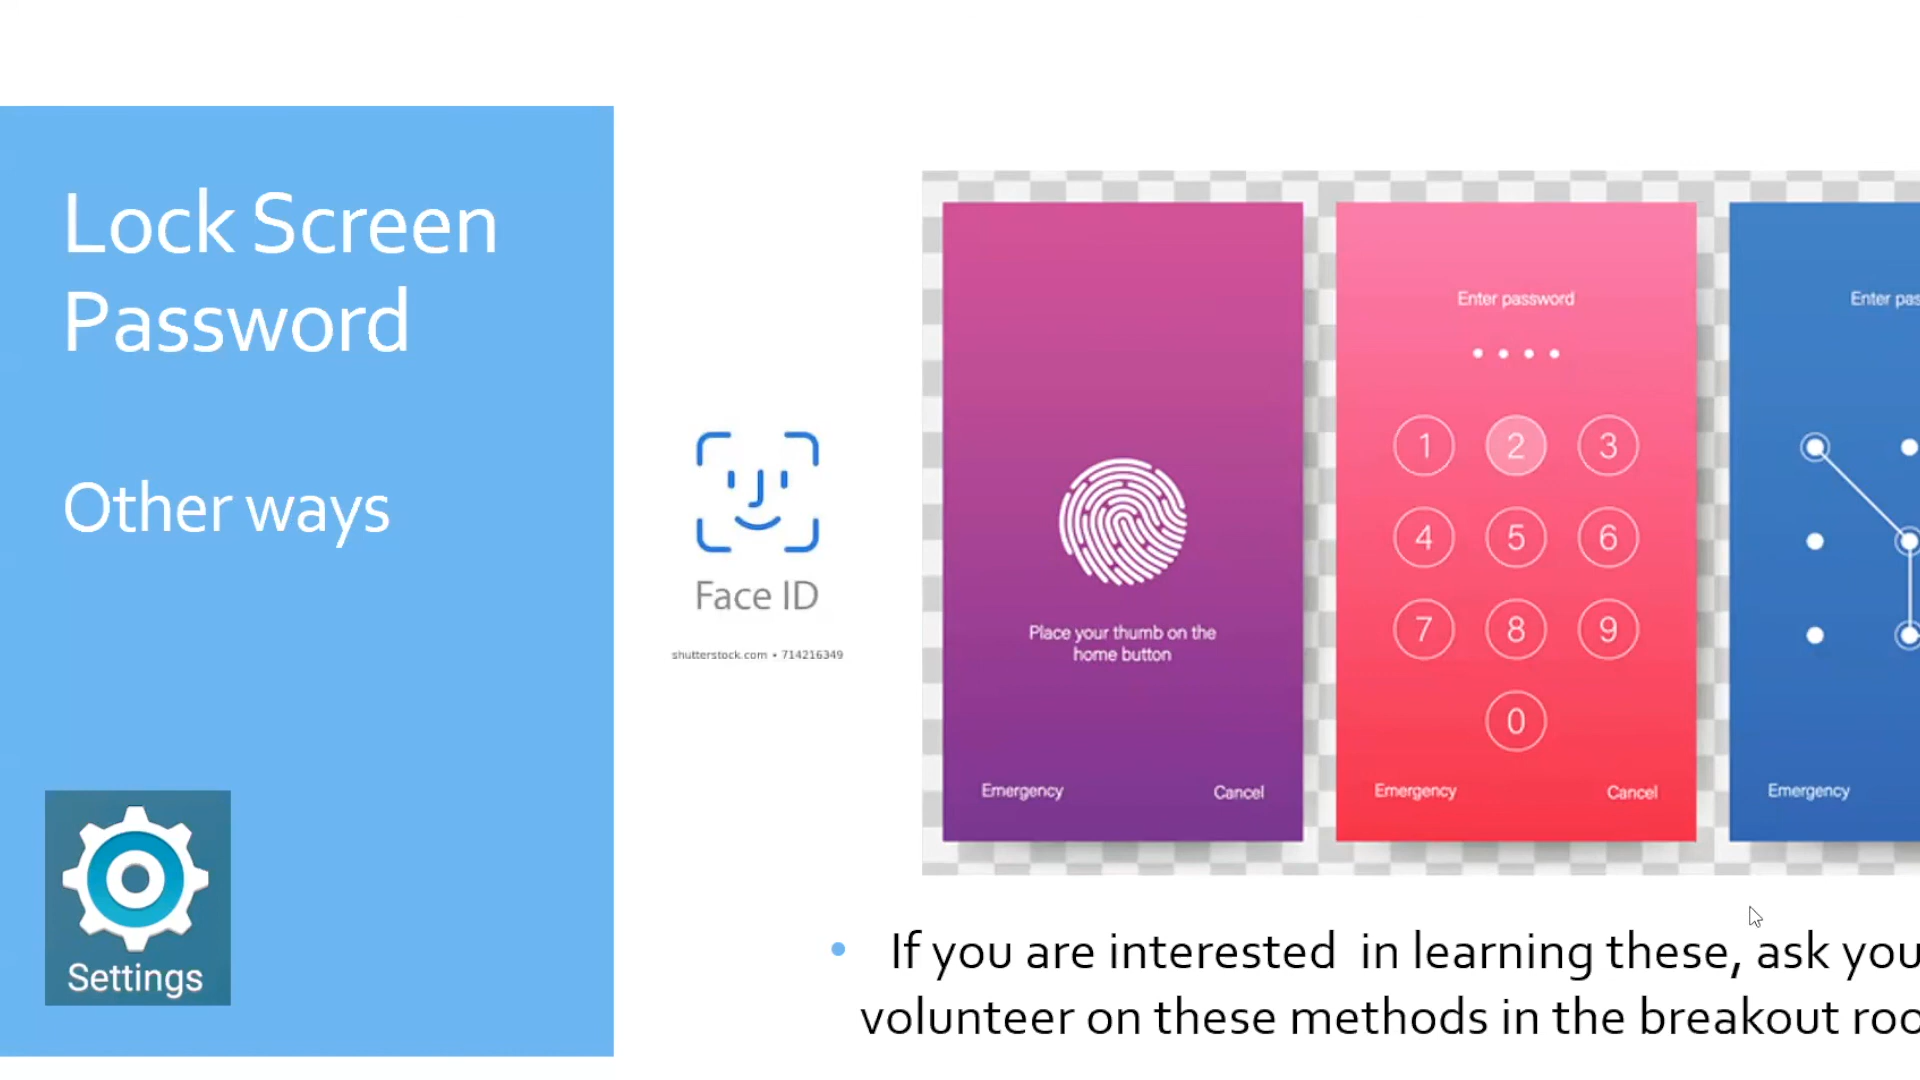 Lock Screen
Password
Other ways
Settings
Face ID
shutterstock.com • 714216349
Place your thumb on the
home button
Emergency
Cancel
Enter password
1 2 3
4 5 6
7 8 9
0
Emergency
Cancel
Enter
Emergency
• If you are interested in learning these, ask
volunteer on these methods in the breakout